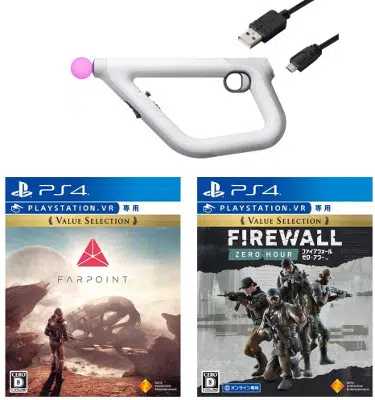 PS4
PLAYSTATION.VR 専用
VALUE SELECTION
FARPOINT
D
PS4
PLAYSTATION.VR 専用
VALUE SELECTION
FIREWALL
ZERO HOUR
ファイアウォール
ゼロ・アワー
D
オンライン専用